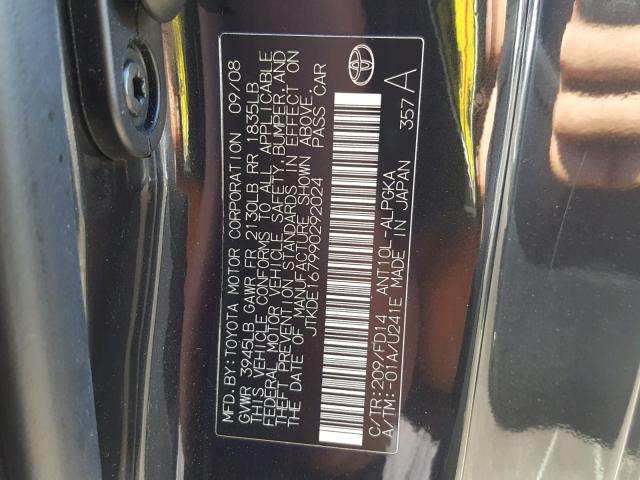 MFD. BY: TOYOTA MOTOR CORPORATION 09/08
GVWR 3945LB GAWR FR 2130LB RR 1835LB
THIS VEHICLE CONFORMS TO ALL APPLICABLE
FEDERAL MOTOR VEHICLE SAFETY, BUMPER, AND
THEFT PREVENTION STANDARDS IN EFFECT ON
THE DATE OF MANUFACTURE SHOWN ABOVE.
JTKDE167990292024 PASS CAR
C/TR: 209/FD14 ANT10L-ALPGKA
A/TM: -01A/U241E MADE IN JAPAN 357 A